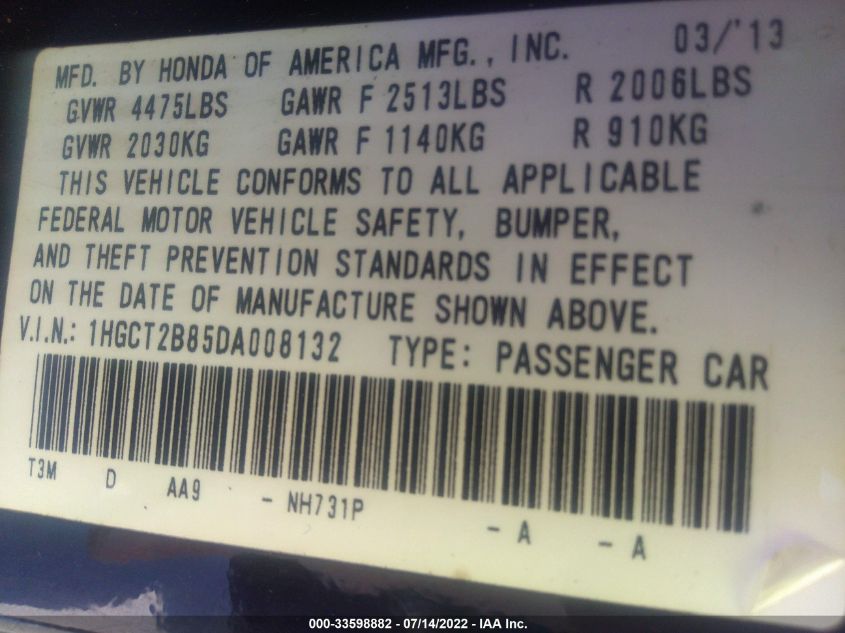 MFD. BY HONDA OF AMERICA MFG., INC. 03/'13
GVWR 4475LBS GAWR F 2513LBS R 2006LBS
GVWR 2030KG GAWR F 1140KG R 910KG
THIS VEHICLE CONFORMS TO ALL APPLICABLE
FEDERAL MOTOR VEHICLE SAFETY, BUMPER,
AND THEFT PREVENTION STANDARDS IN EFFECT
ON THE DATE OF MANUFACTURE SHOWN ABOVE.
V.I.N.: 1HGCT2B85DA008132 TYPE: PASSENGER CAR
T3M D AA9 - NH731P - A - A
000-33598882 - 07/14/2022 - IAA Inc.